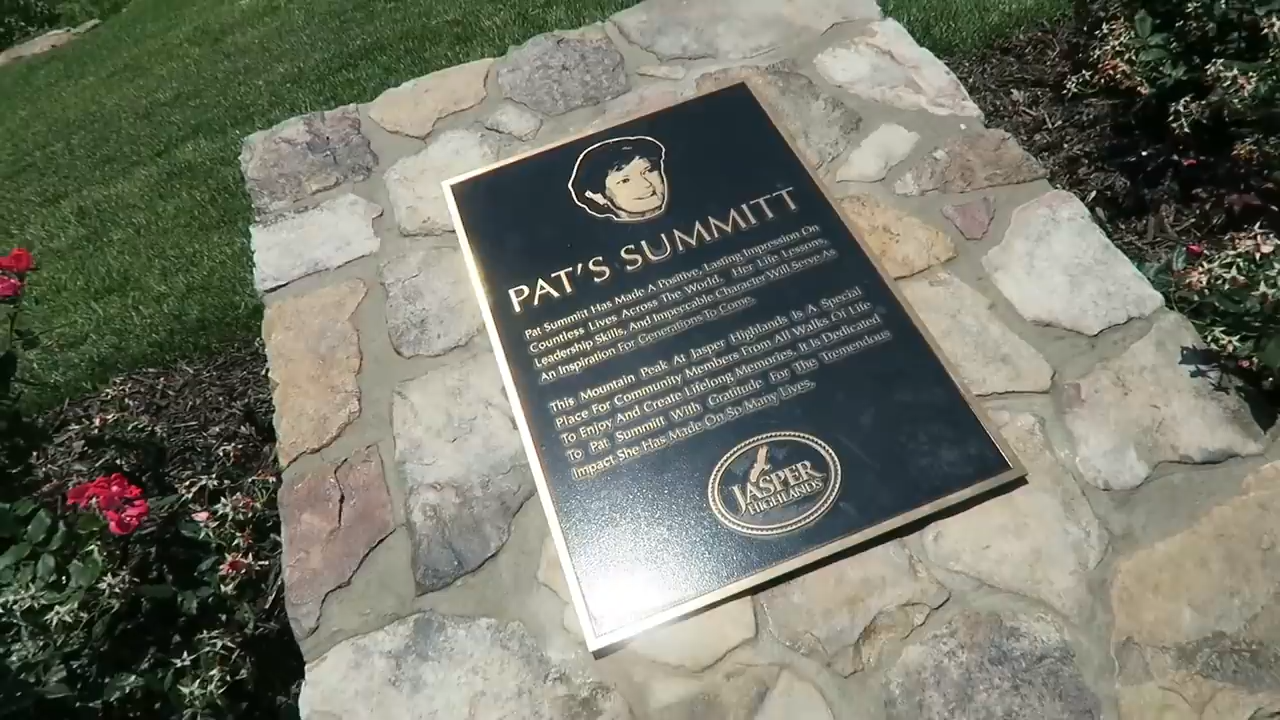 PAT'S SUMMITT
Pat Summitt Has Made A Positive, Lasting Impression On
Countless Lives Across The World. Her Life Lessons,
Leadership Skills, And Impeccable Character Will Serve As
An Inspiration For Generations To Come.
This Mountain Peak At Jasper Highlands Is A Special
Place For Community Members From All Walks Of Life
To Enjoy And Create Lifelong Memories. It Is Dedicated
To Pat Summitt With Gratitude For The Tremendous
Impact She Has Made On So Many Lives.
JASPER
HIGHLANDS